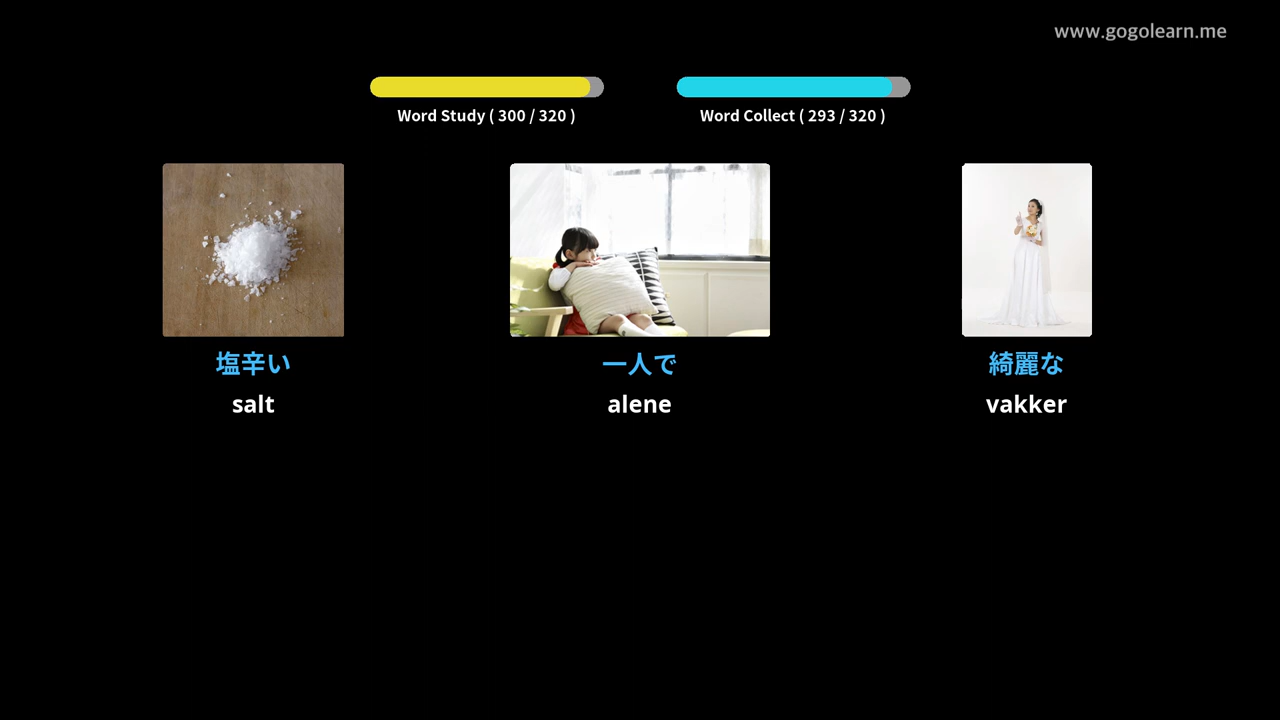 www.gogolearn.me
Word Study ( 300 / 320 )
Word Collect ( 293 / 320 )
塩辛い
salt
一人で
alene
綺麗な
vakker